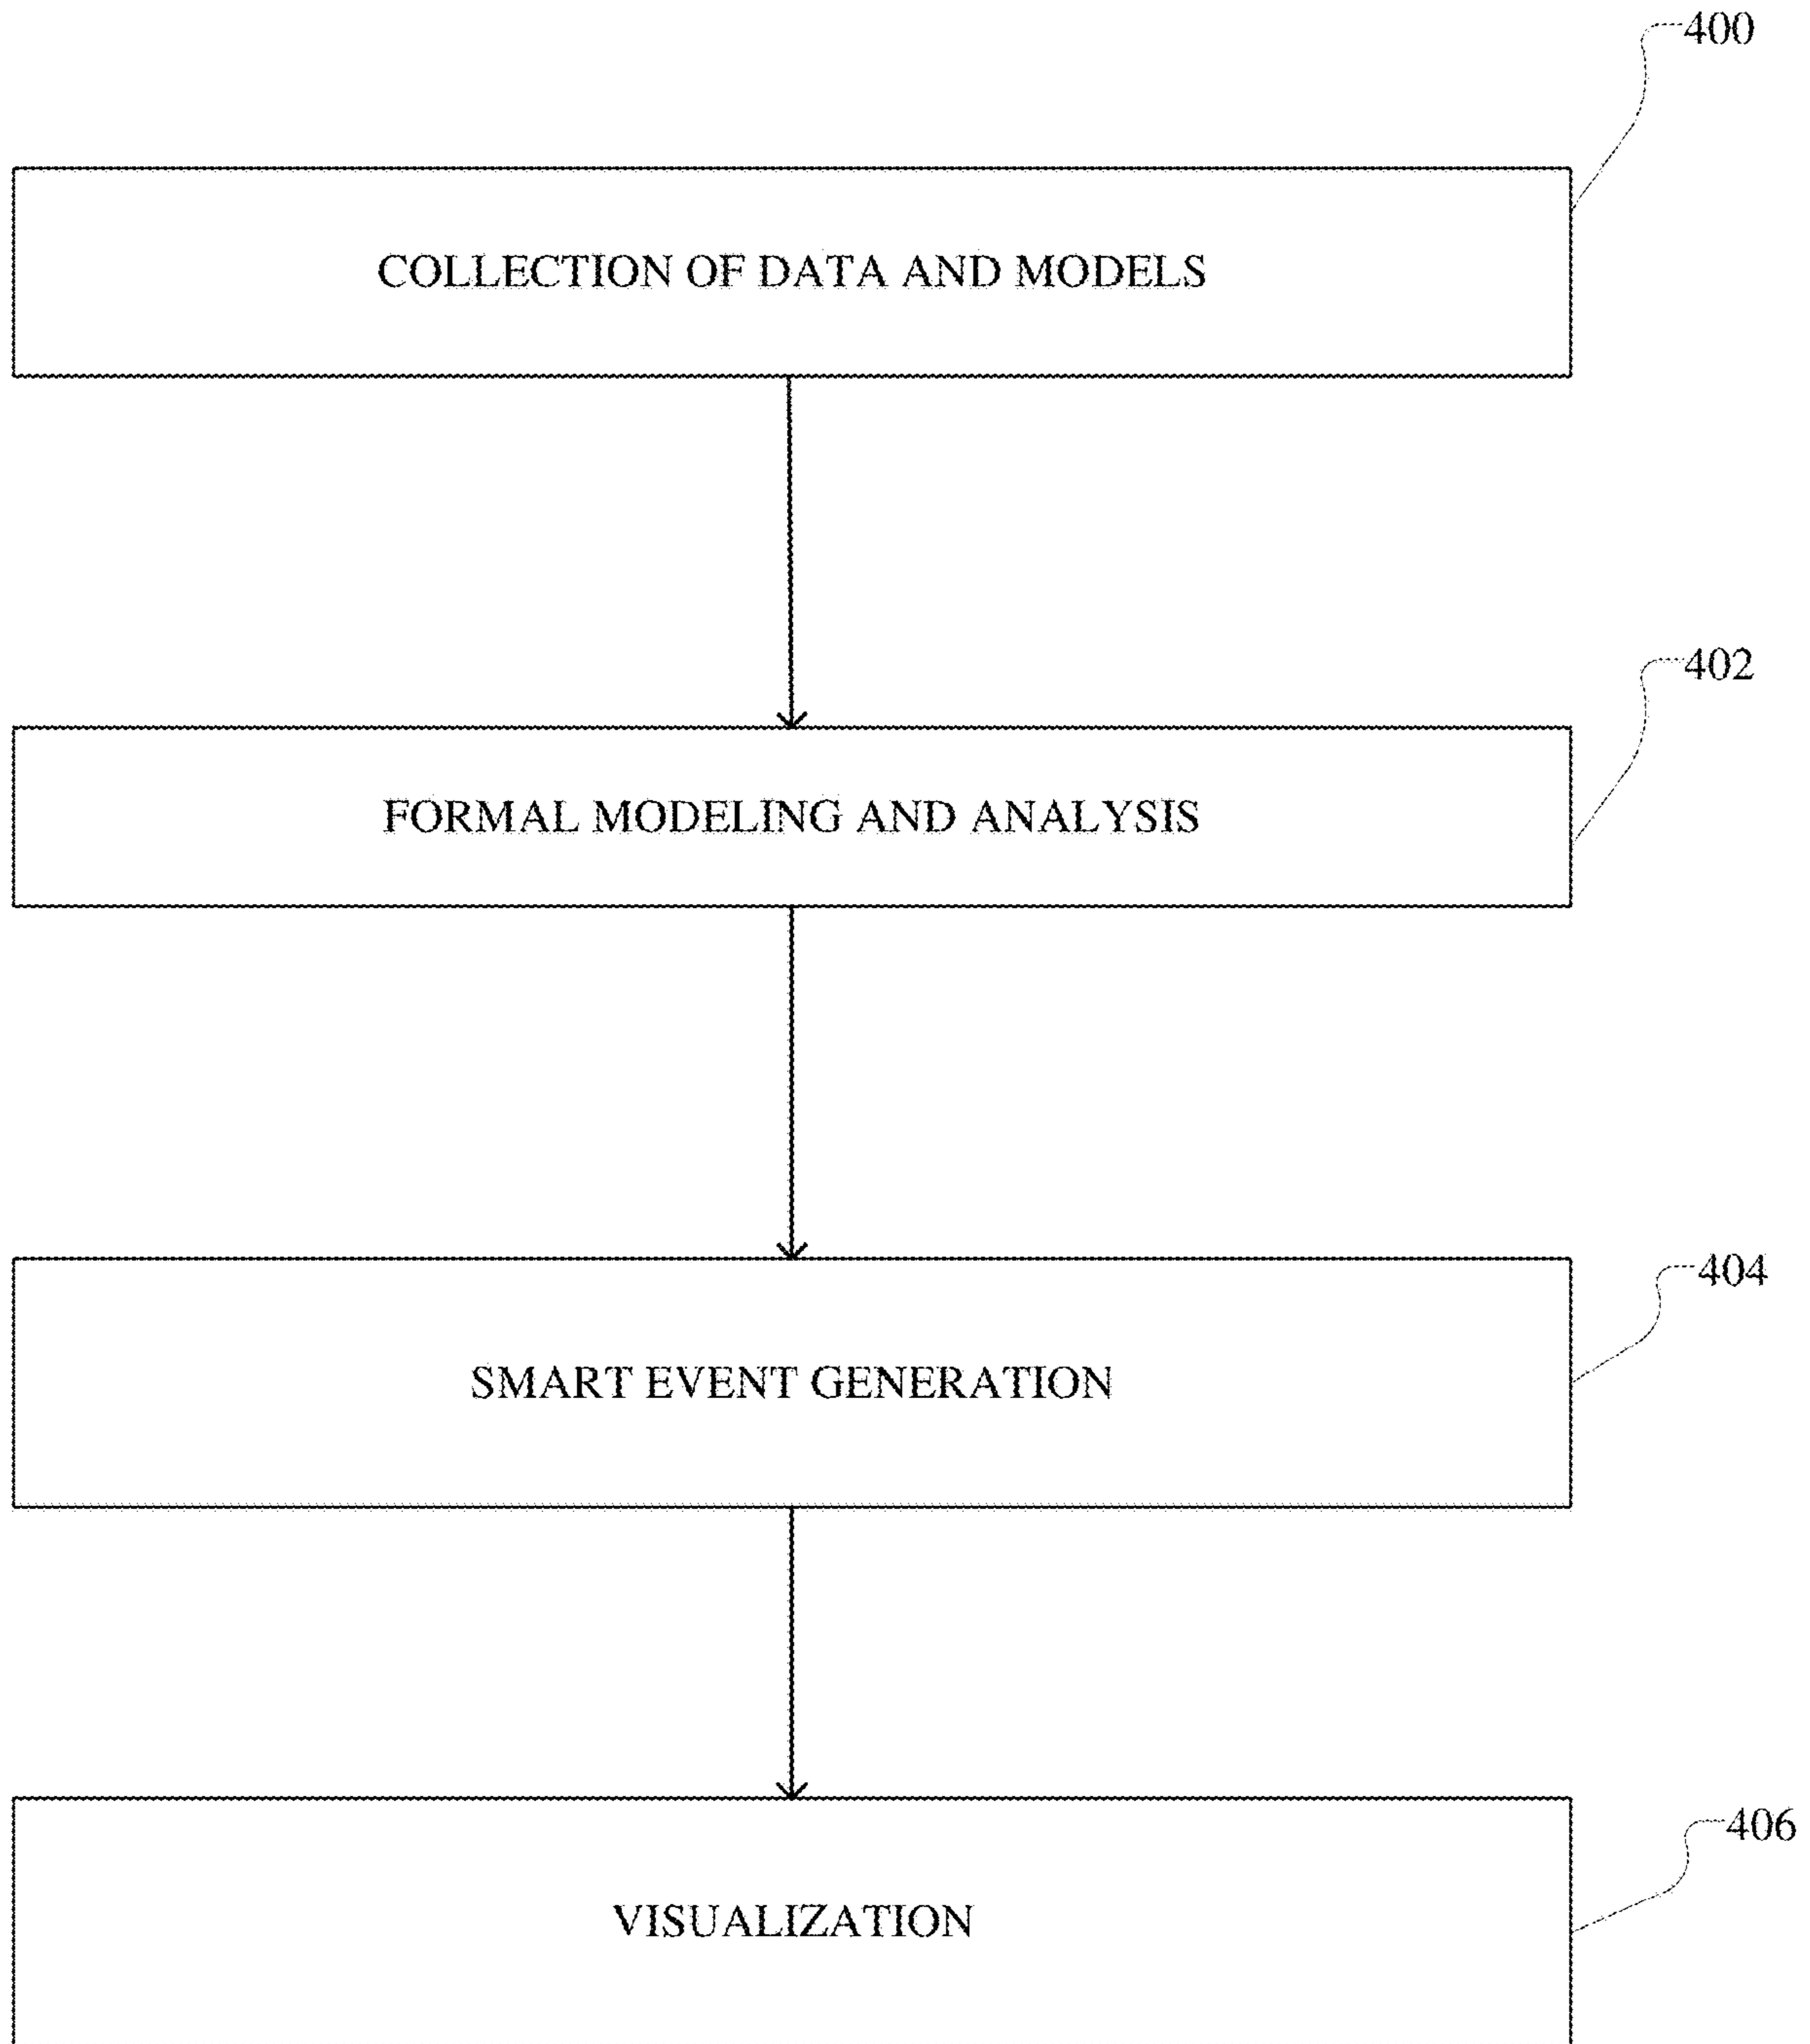 400
COLLECTION OF DATA AND MODELS
402
FORMAL MODELING AND ANALYSIS
404
SMART EVENT GENERATION
406
VISUALIZATION